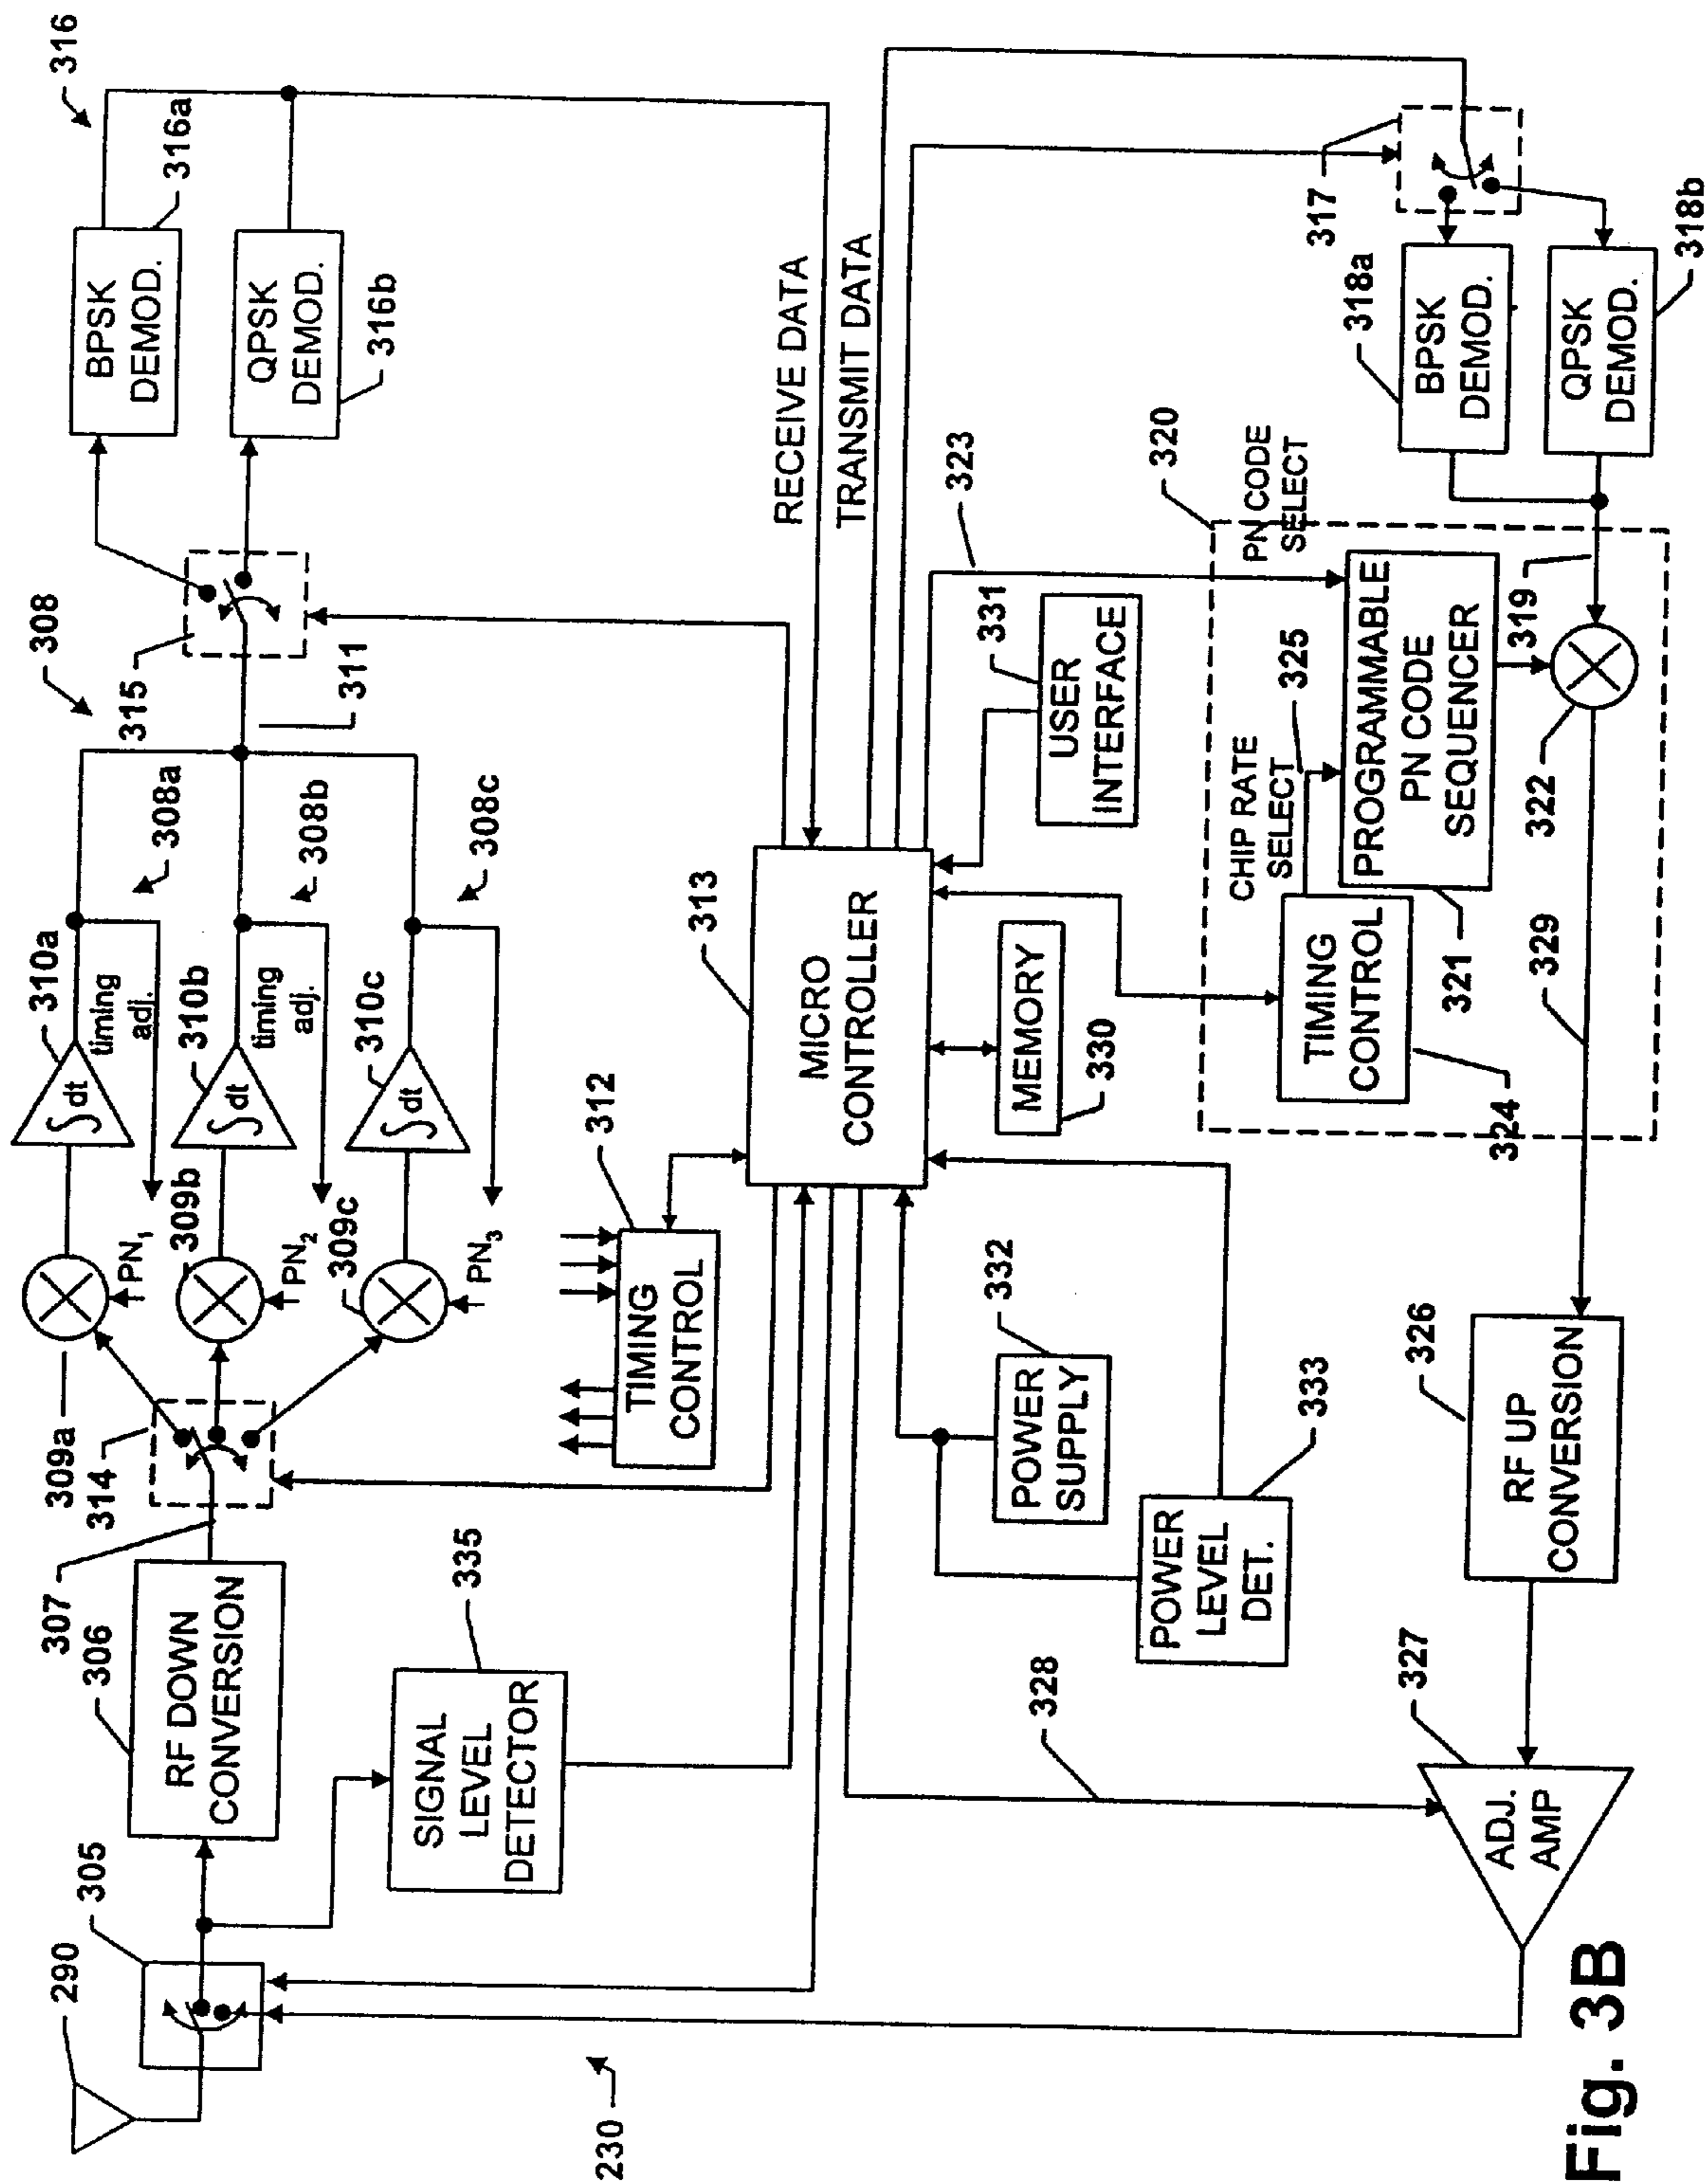 290
305
306
307
RF DOWN
CONVERSION
335
SIGNAL
LEVEL
DETECTOR
309a
314
PN1
309b
PN2
309c
PN3
∫dt
310a
timing
adj.
∫dt
310b
timing
adj.
∫dt
310c
308a
308b
308c
308
315
311
316
BPSK
DEMOD.
316a
QPSK
DEMOD.
316b
RECEIVE DATA
TRANSMIT DATA
230
312
TIMING
CONTROL
313
MICRO
CONTROLLER
MEMORY
330
USER
INTERFACE
331
323
332
POWER
SUPPLY
333
POWER
LEVEL
DET.
328
317
BPSK
DEMOD.
318a
QPSK
DEMOD.
318b
320
PN CODE
SELECT
CHIP RATE
SELECT
325
PROGRAMMABLE
PN CODE
SEQUENCER
321
TIMING
CONTROL
324
319
322
329
326
RF UP
CONVERSION
327
ADJ.
AMP
Fig. 3B